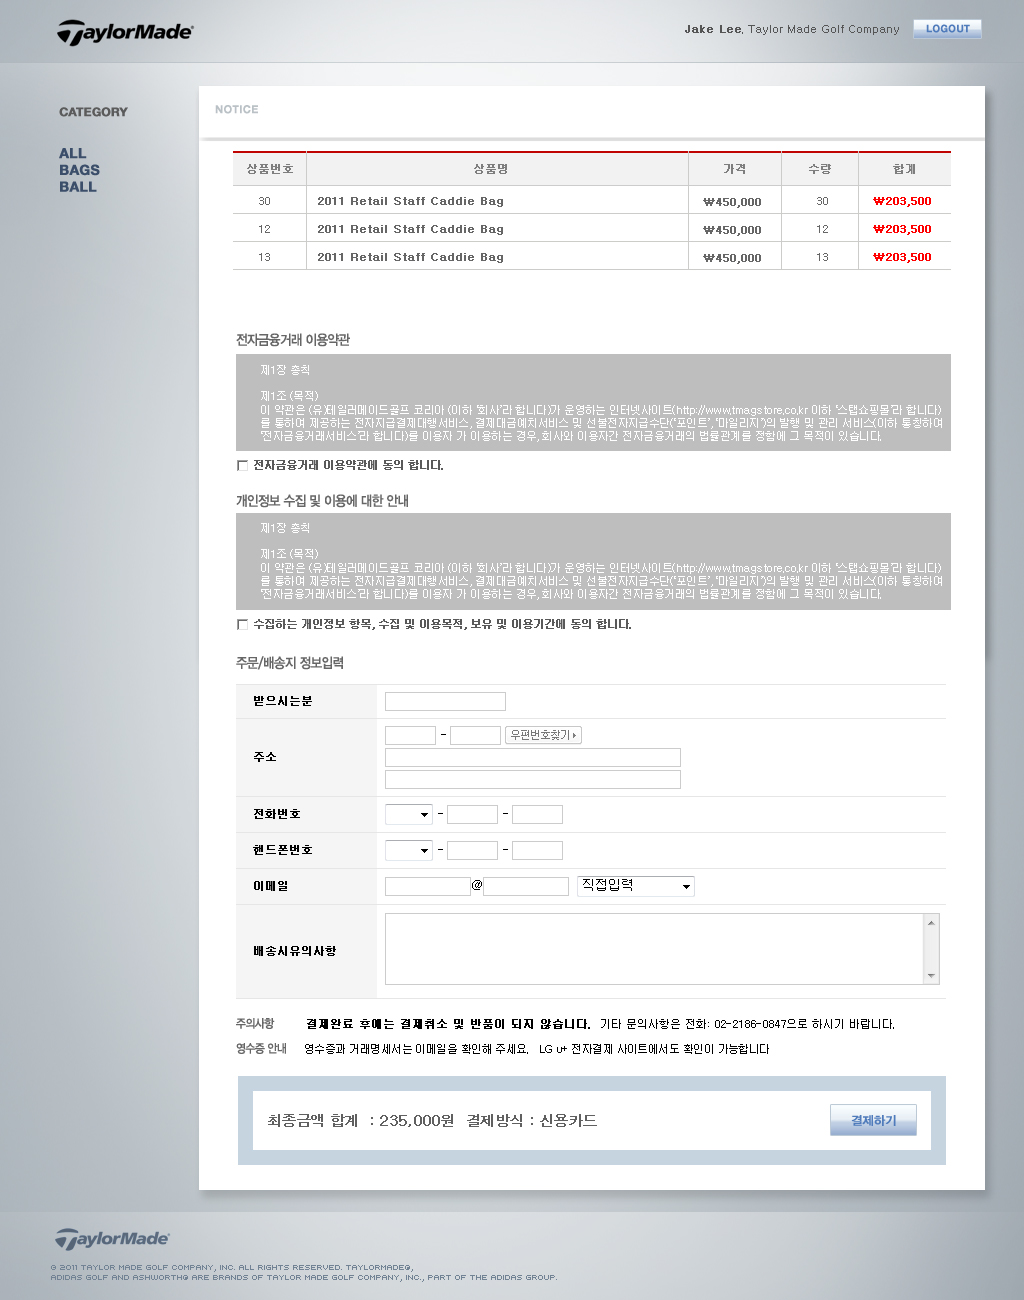 TaylorMade
Jake Lee, Taylor Made Golf Company
LOGOUT
CATEGORY
ALL
BAGS
BALL
NOTICE
상품번호 상품명 가격 수량 합계
30 2011 Retail Staff Caddie Bag ₩450,000 30 ₩203,500
12 2011 Retail Staff Caddie Bag ₩450,000 12 ₩203,500
13 2011 Retail Staff Caddie Bag ₩450,000 13 ₩203,500
전자금융거래 이용약관
제1장 총칙
제1조 (목적)
이 약관은 (유)테일러메이드골프 코리아 (이하 '회사'라 합니다)가 운영하는 인터넷사이트(http://www.tmagstore.co.kr 이하 '스탭쇼핑몰'라 합니다)
를 통하여 제공하는 전자지급결제대행서비스, 결제대금예치서비스 및 선불전자지급수단('포인트', '마일리지')의 발행 및 관리 서비스(이하 통칭하여
'전자금융거래서비스'라 합니다)를 이용자 가 이용하는 경우, 회사와 이용자간 전자금융거래의 법률관계를 정함에 그 목적이 있습니다.
전자금융거래 이용약관에 동의 합니다.
개인정보 수집 및 이용에 대한 안내
제1장 총칙
제1조 (목적)
이 약관은 (유)테일러메이드골프 코리아 (이하 '회사'라 합니다)가 운영하는 인터넷사이트(http://www.tmagstore.co.kr 이하 '스탭쇼핑몰'라 합니다)
를 통하여 제공하는 전자지급결제대행서비스, 결제대금예치서비스 및 선불전자지급수단('포인트', '마일리지')의 발행 및 관리 서비스(이하 통칭하여
'전자금융거래서비스'라 합니다)를 이용자 가 이용하는 경우, 회사와 이용자간 전자금융거래의 법률관계를 정함에 그 목적이 있습니다.
수집하는 개인정보 항목, 수집 및 이용목적, 보유 및 이용기간에 동의 합니다.
주문/배송지 정보입력
받으시는분
주소 - 우편번호찾기
전화번호 - -
핸드폰번호 - -
이메일 @ 직접입력
배송시유의사항
주의사항 결제완료 후에는 결제취소 및 반품이 되지 않습니다. 기타 문의사항은 전화: 02-2186-0847으로 하시기 바랍니다.
영수증 안내 영수증과 거래명세서는 이메일을 확인해 주세요. LG u+ 전자결제 사이트에서도 확인이 가능합니다
최종금액 합계 : 235,000원 결제방식 : 신용카드 결제하기
TaylorMade
© 2011 TAYLOR MADE GOLF COMPANY, INC. ALL RIGHTS RESERVED. TAYLORMADE®,
ADIDAS GOLF AND ASHWORTH® ARE BRANDS OF TAYLOR MADE GOLF COMPANY, INC., PART OF THE ADIDAS GROUP.